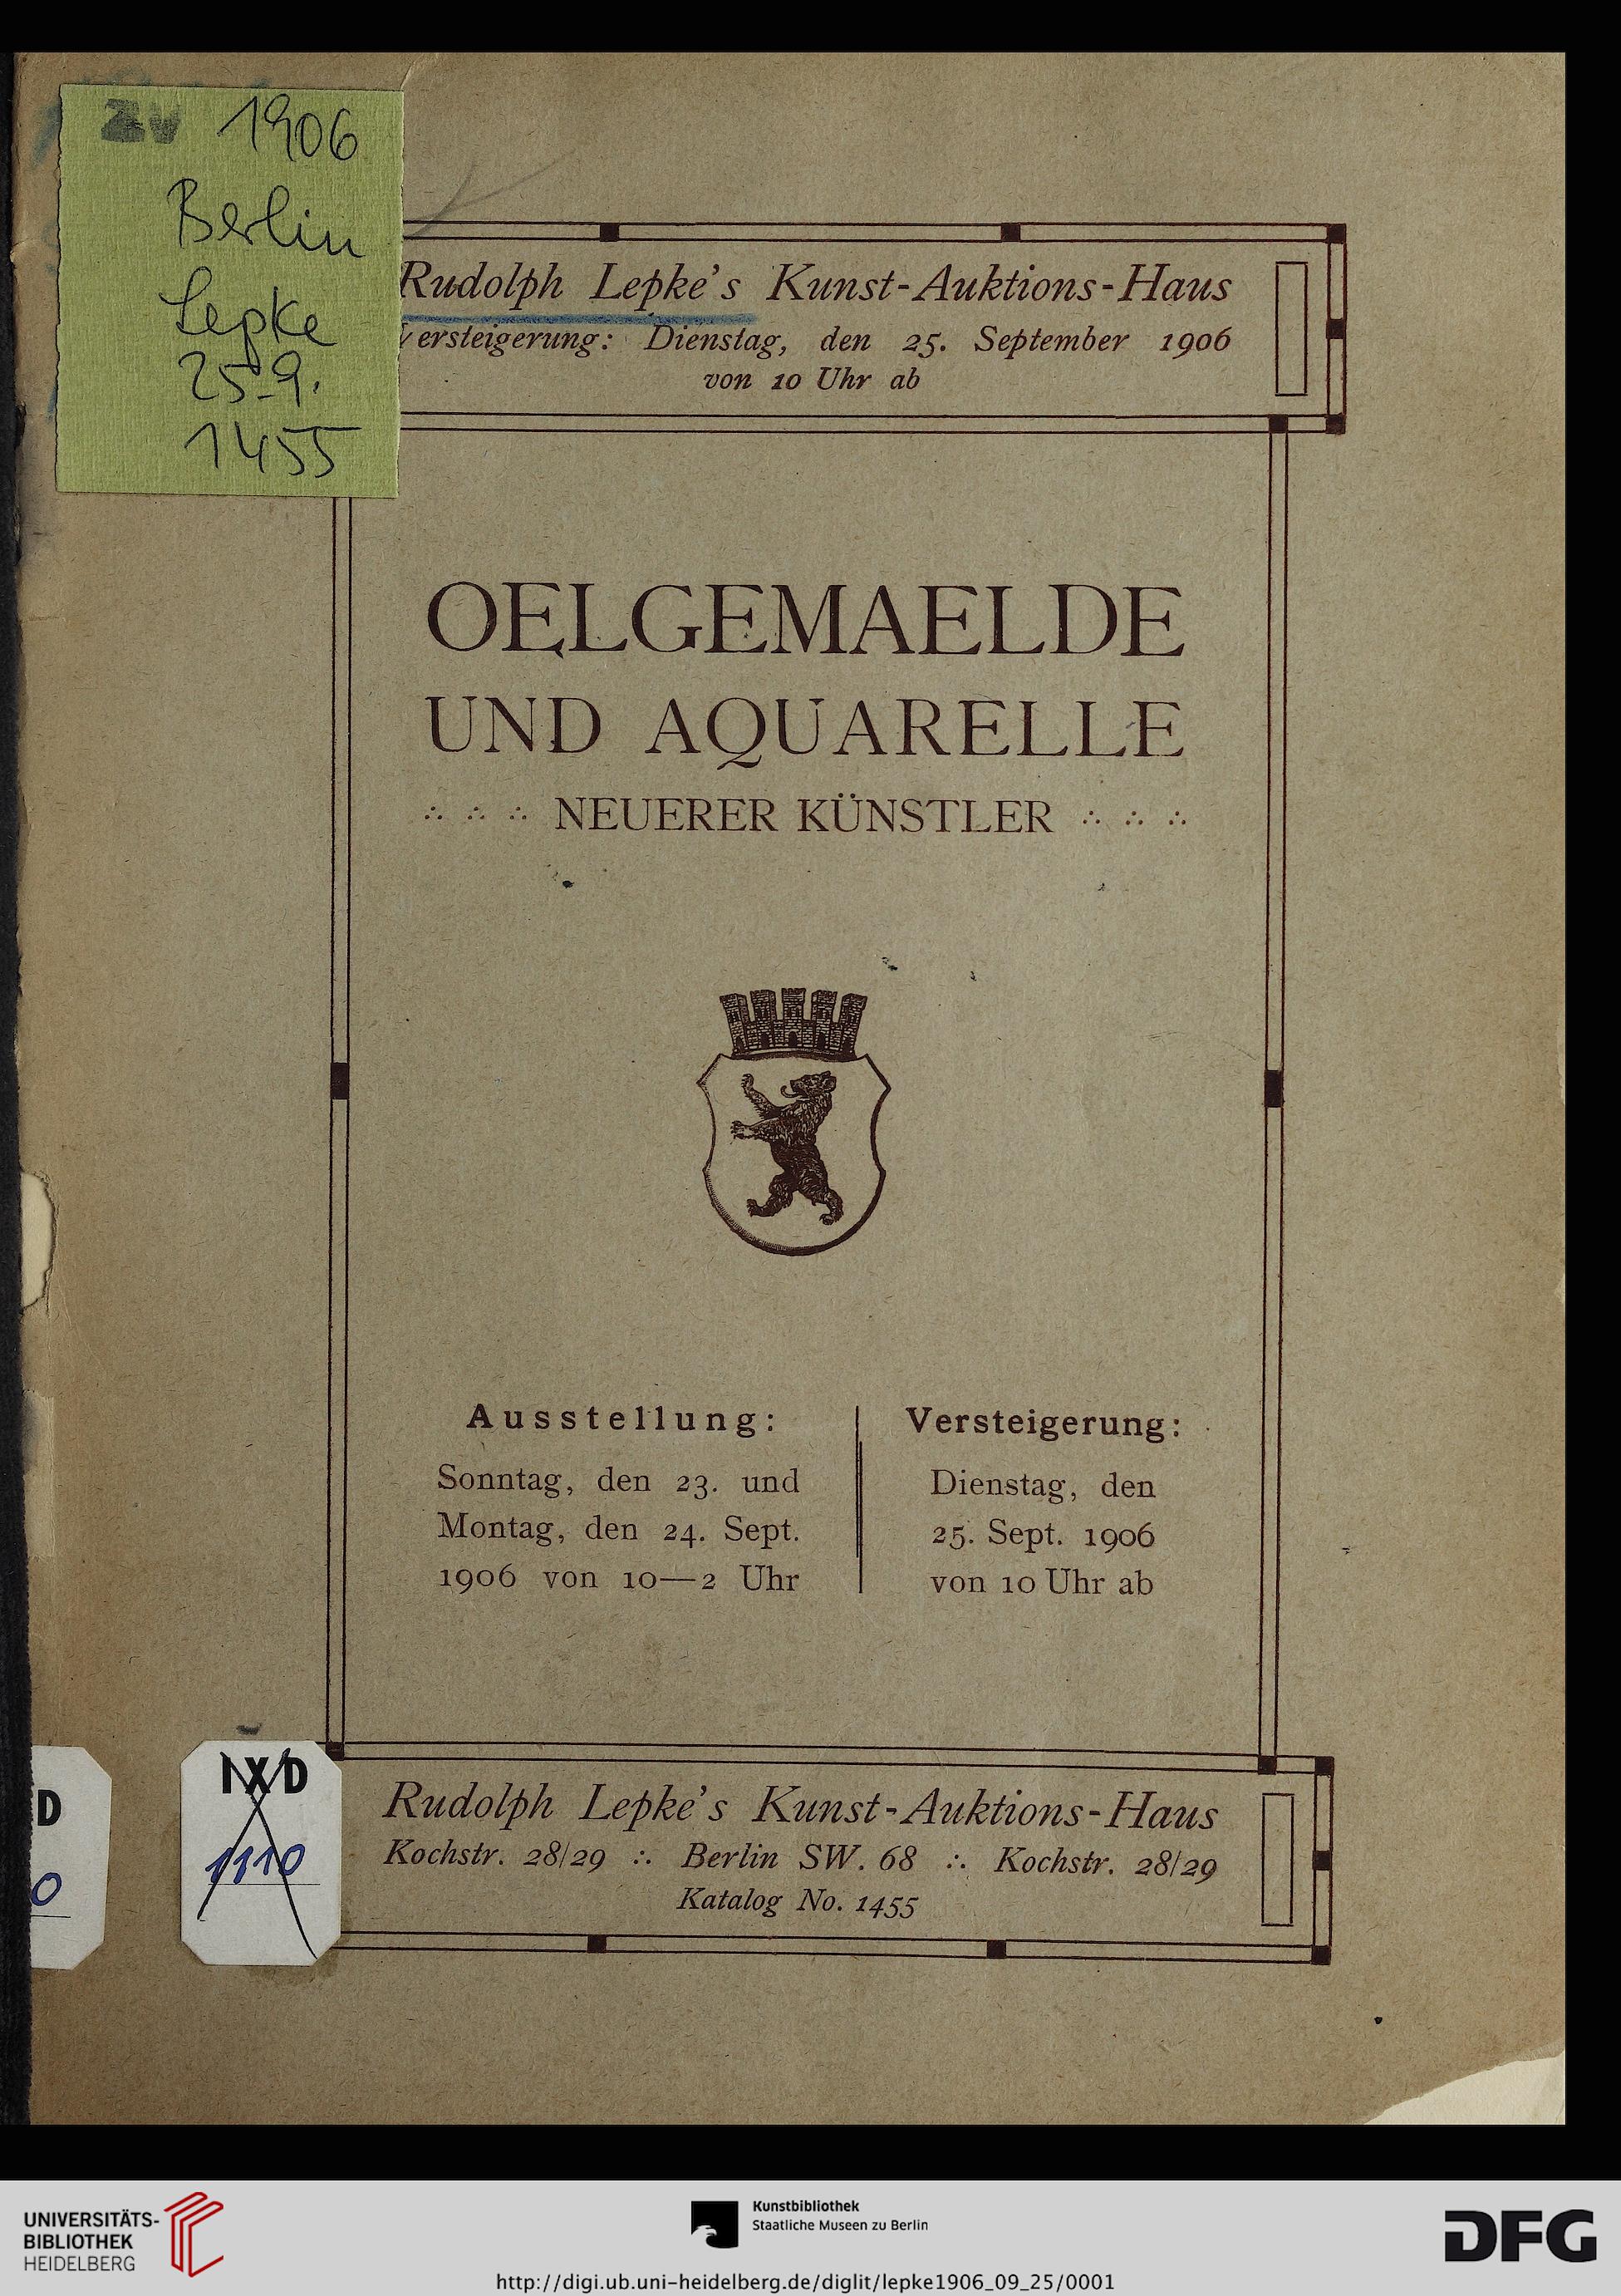 ZV 1906
Berlin
Lepke
25.9.
1455
Rudolph Lepke's Kunst-Auktions-Haus
Versteigerung: Dienstag, den 25. September 1906
von 10 Uhr ab
OELGEMAELDE
UND AQUARELLE
∴ ∴ ∴ NEUERER KÜNSTLER ∴ ∴ ∴
Ausstellung:
Sonntag, den 23. und
Montag, den 24. Sept.
1906 von 10—2 Uhr
Versteigerung:
Dienstag, den
25. Sept. 1906
von 10 Uhr ab
D
0
IXD
1110
Rudolph Lepke's Kunst-Auktions-Haus
Kochstr. 28/29 ∴ Berlin SW. 68 ∴ Kochstr. 28/29
Katalog No. 1455
UNIVERSITÄTS-
BIBLIOTHEK
HEIDELBERG
Kunstbibliothek
Staatliche Museen zu Berlin
DFG
http://digi.ub.uni-heidelberg.de/diglit/lepke1906_09_25/0001